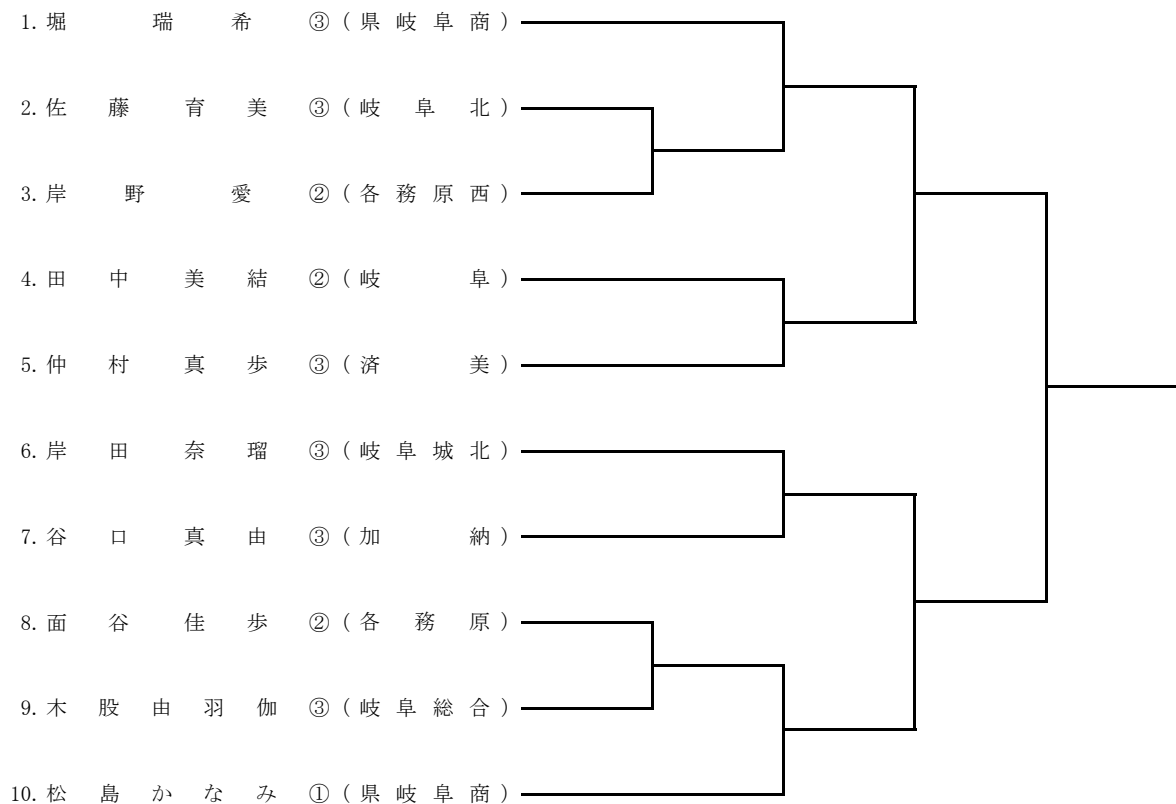 1. 堀 瑞 希 ③ ( 県 岐 阜 商 )
2. 佐 藤 育 美 ③ ( 岐 阜 北 )
3. 岸 野 愛 ② ( 各 務 原 西 )
4. 田 中 美 結 ② ( 岐 阜 )
5. 仲 村 真 歩 ③ ( 済 美 )
6. 岸 田 奈 瑠 ③ ( 岐 阜 城 北 )
7. 谷 口 真 由 ③ ( 加 納 )
8. 面 谷 佳 歩 ② ( 各 務 原 )
9. 木 股 由 羽 伽 ③ ( 岐 阜 総 合 )
10. 松 島 か な み ① ( 県 岐 阜 商 )